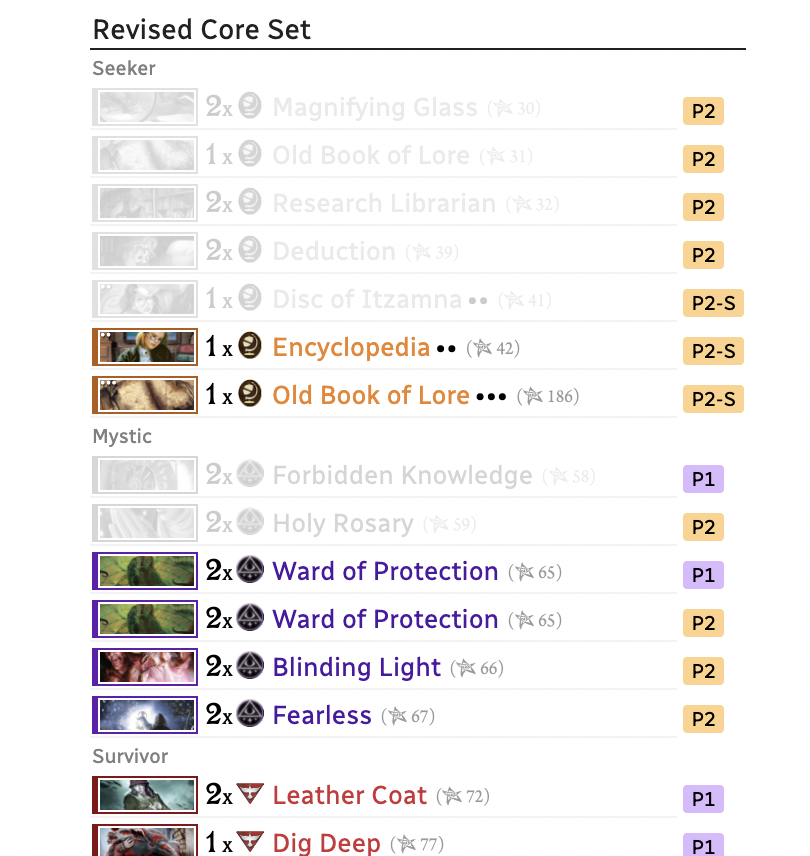 Revised Core Set
Seeker
2x Magnifying Glass (30) P2
1x Old Book of Lore (31) P2
2x Research Librarian (32) P2
2x Deduction (39) P2
1x Disc of Itzamna •• (41) P2-S
1x Encyclopedia •• (42) P2-S
1x Old Book of Lore ••• (186) P2-S
Mystic
2x Forbidden Knowledge (58) P1
2x Holy Rosary (59) P2
2x Ward of Protection (65) P1
2x Ward of Protection (65) P2
2x Blinding Light (66) P2
2x Fearless (67) P2
Survivor
2x Leather Coat (72) P1
1x Dig Deep (77) P1